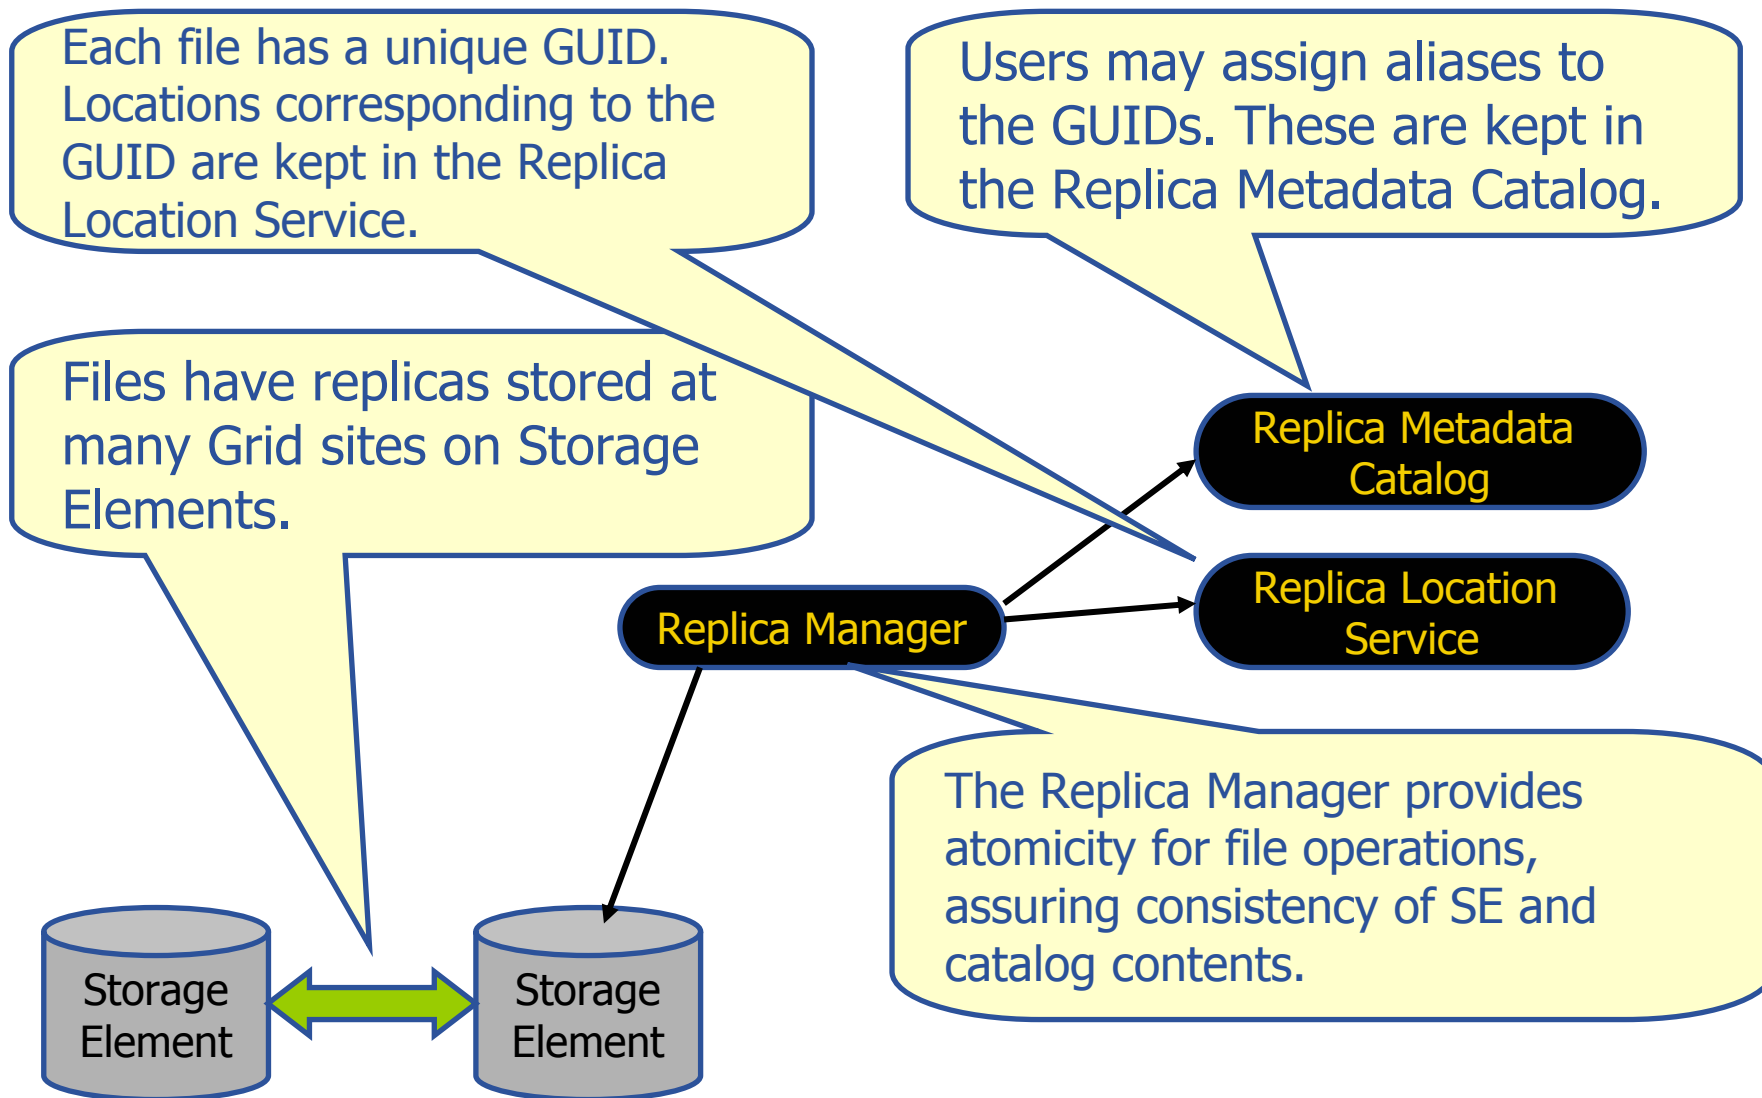 Each file has a unique GUID.
Locations corresponding to the
GUID are kept in the Replica
Location Service.
Users may assign aliases to
the GUIDs. These are kept in
the Replica Metadata Catalog.
Files have replicas stored at
many Grid sites on Storage
Elements.
Replica Metadata
Catalog
Replica Location
Service
Replica Manager
The Replica Manager provides
atomicity for file operations,
assuring consistency of SE and
catalog contents.
Storage
Element
Storage
Element